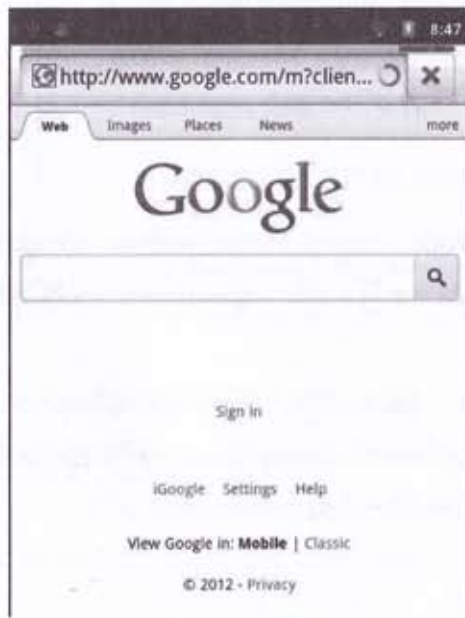 8:47
http://www.google.com/m?clien...
Web Images Places News more
Google
Sign in
iGoogle Settings Help
View Google in: Mobile | Classic
© 2012 - Privacy